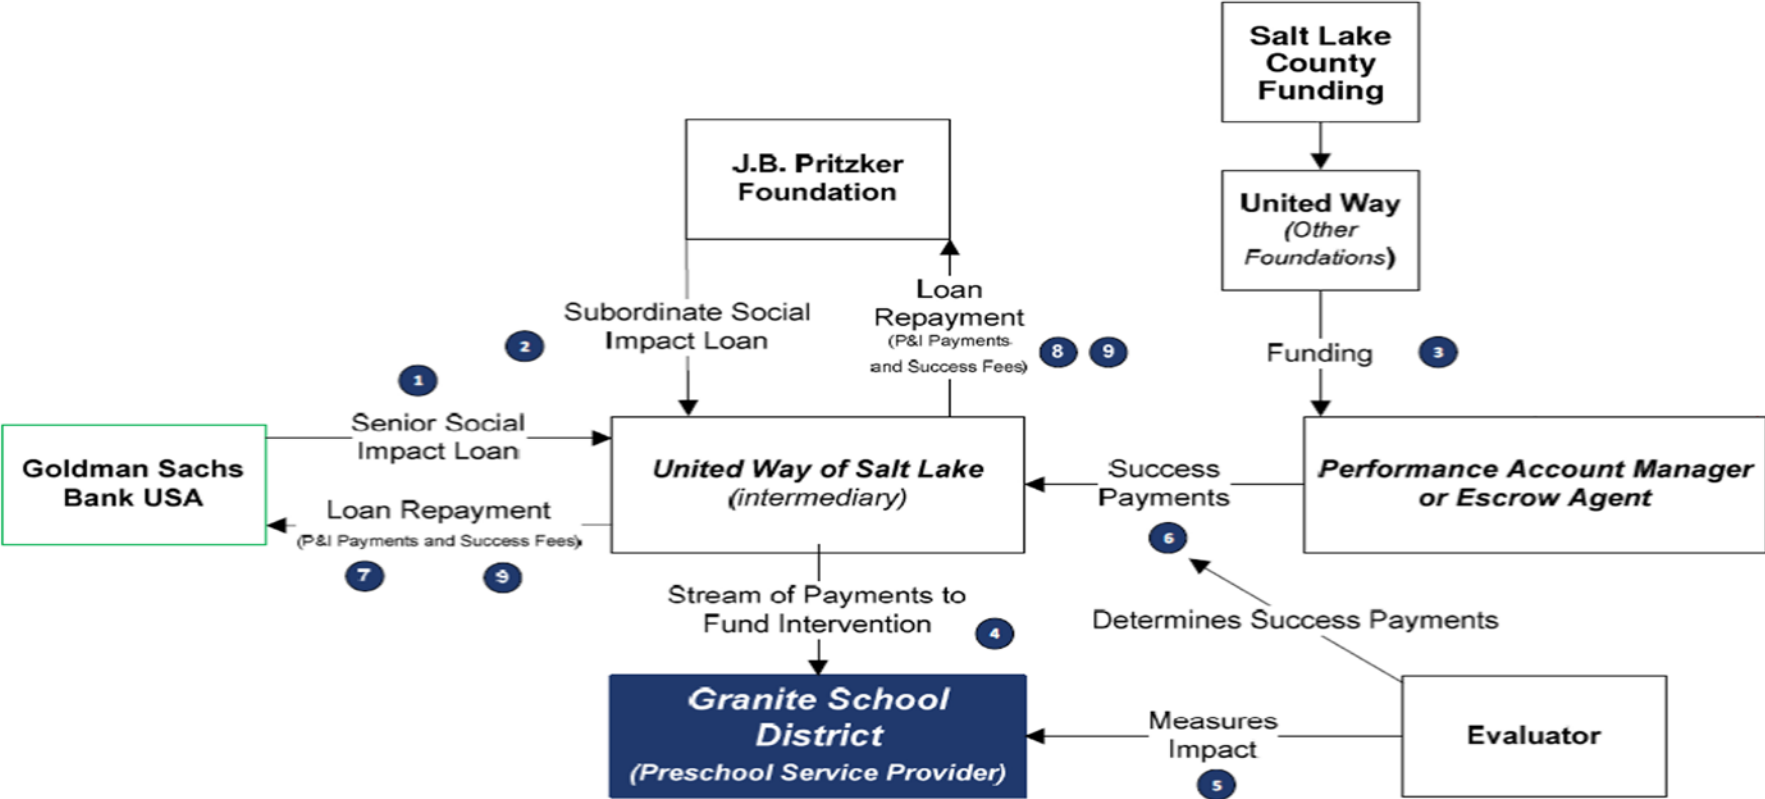 Salt Lake
County
Funding
J.B. Pritzker
Foundation
United Way
(Other
Foundations)
Subordinate Social
Impact Loan
2
Loan
Repayment
(P&I Payments
and Success Fees)
8
9
Funding
3
1
Senior Social
Impact Loan
Goldman Sachs
Bank USA
Loan Repayment
(P&I Payments and Success Fees)
7
9
United Way of Salt Lake
(intermediary)
Success
Payments
6
Performance Account Manager
or Escrow Agent
Stream of Payments to
Fund Intervention
4
Determines Success Payments
Granite School
District
(Preschool Service Provider)
Measures
Impact
5
Evaluator